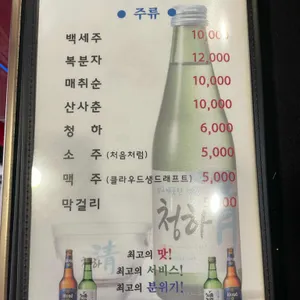 주류
백세주 10,000
복분자 12,000
매취순 10,000
산사춘 10,000
청하 6,000
소주 (처음처럼) 5,000
맥주 (클라우드생드래프트) 5,000
막걸리
청하
최고의 맛!
최고의 서비스!
최고의 분위기!